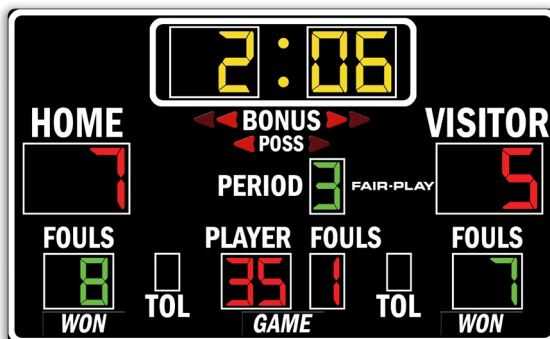 2:06
HOME
BONUS
VISITOR
POSS
7
PERIOD 3 FAIR-PLAY
5
FOULS
PLAYER FOULS
FOULS
8
TOL
35 1
TOL
7
WON
GAME
WON